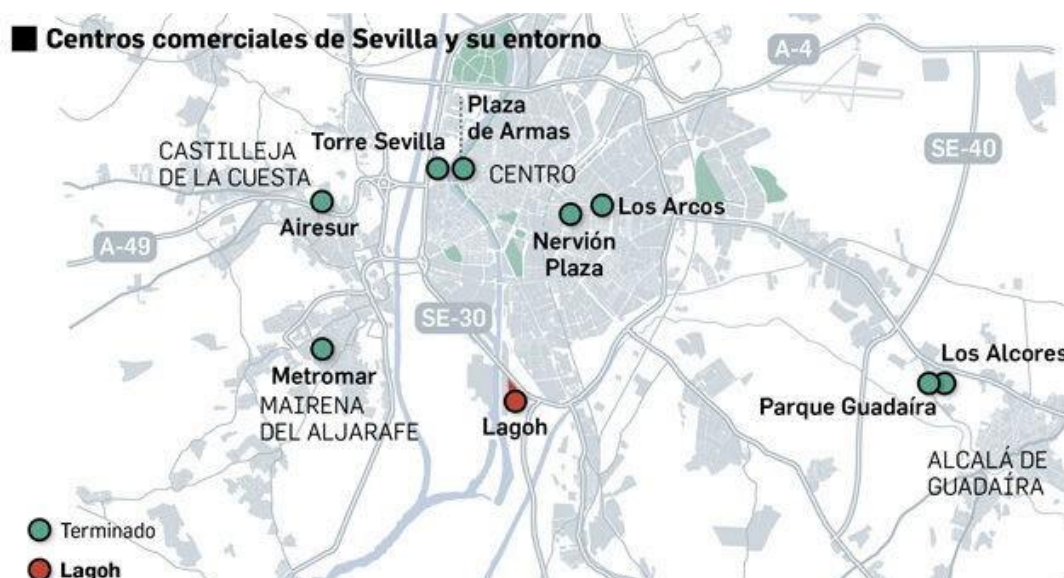 Centros comerciales de Sevilla y su entorno
A-4
Plaza
de Armas
Torre Sevilla
CASTILLEJA
DE LA CUESTA
SE-40
CENTRO
Los Arcos
Airesur
Nervión
Plaza
A-49
SE-30
Los Alcores
Metromar
Parque Guadaíra
MAIRENA
DEL ALJARAFE
Lagoh
ALCALÁ DE
GUADAÍRA
Terminado
Lagoh